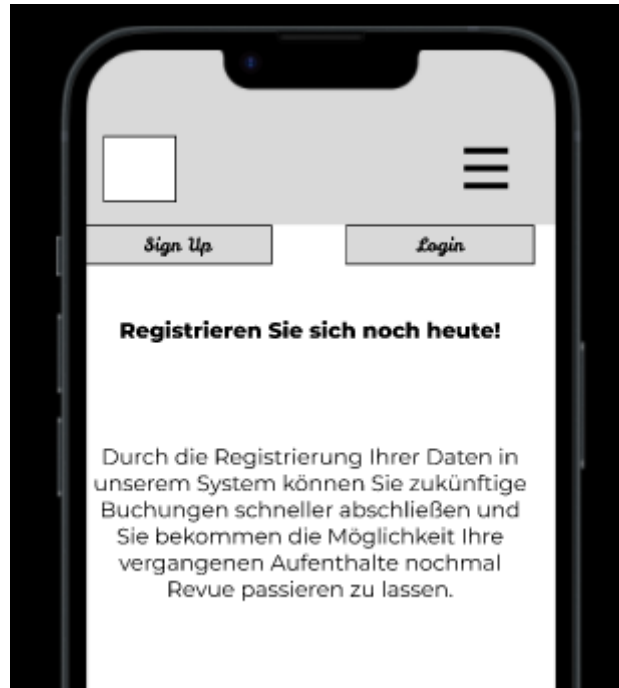 Sign Up
Login
Registrieren Sie sich noch heute!
Durch die Registrierung Ihrer Daten in
unserem System können Sie zukünftige
Buchungen schneller abschließen und
Sie bekommen die Möglichkeit Ihre
vergangenen Aufenthalte nochmal
Revue passieren zu lassen.